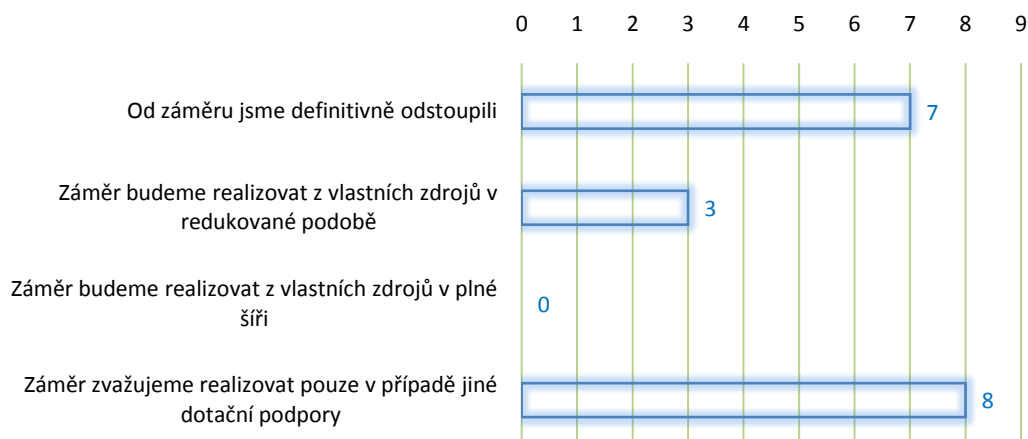 0 1 2 3 4 5 6 7 8 9
Od záměru jsme definitivně odstoupili 7
Záměr budeme realizovat z vlastních zdrojů v
redukované podobě
3
Záměr budeme realizovat z vlastních zdrojů v plné
šíři
0
Záměr zvažujeme realizovat pouze v případě jiné
dotační podpory
8